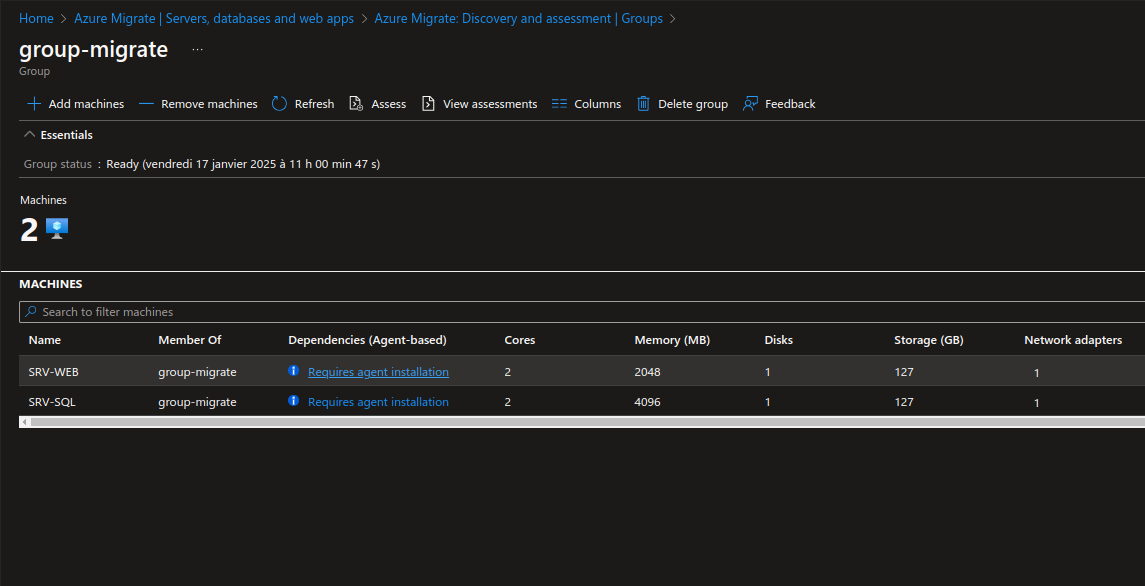 Home > Azure Migrate | Servers, databases and web apps > Azure Migrate: Discovery and assessment | Groups >
group-migrate ...
Group
Add machines Remove machines Refresh Assess View assessments Columns Delete group Feedback
Essentials
Group status : Ready (vendredi 17 janvier 2025 à 11 h 00 min 47 s)
Machines
2
MACHINES
Search to filter machines
Name Member Of Dependencies (Agent-based) Cores Memory (MB) Disks Storage (GB) Network adapters
SRV-WEB group-migrate Requires agent installation 2 2048 1 127 1
SRV-SQL group-migrate Requires agent installation 2 4096 1 127 1